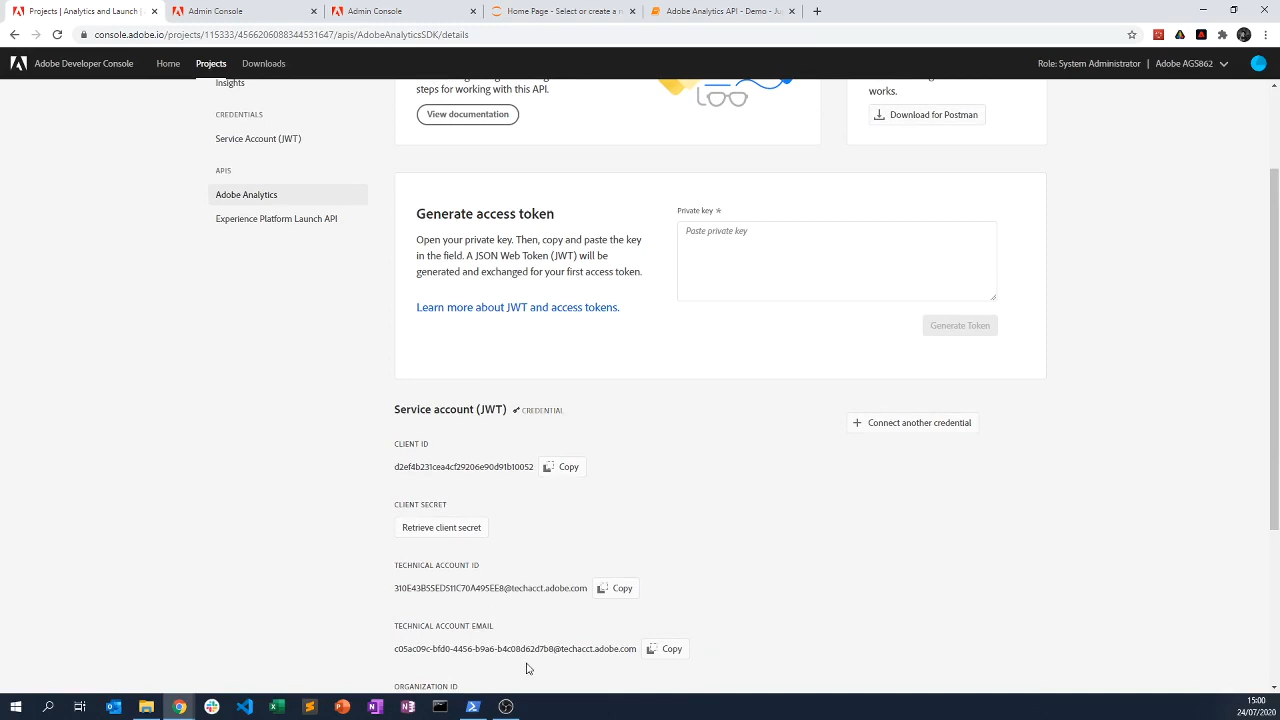 Projects | Analytics and Launch |
Admin Console
Admin Console
Home Page - Select or create a n
Adobe Analytics API - Demo - Ju
console.adobe.io/projects/115333/4566206088344531647/apis/AdobeAnalyticsSDK/details
Adobe Developer Console
Home
Projects
Downloads
Role: System Administrator
Adobe AGS862
Insights
steps for working with this API.
works.
View documentation
Download for Postman
CREDENTIALS
Service Account (JWT)
APIS
Adobe Analytics
Experience Platform Launch API
Generate access token
Open your private key. Then, copy and paste the key
in the field. A JSON Web Token (JWT) will be
generated and exchanged for your first access token.
Learn more about JWT and access tokens.
Private key *
Paste private key
Generate Token
Service account (JWT)
CREDENTIAL
Connect another credential
CLIENT ID
d2ef4b231cea4cf29206e90d91b10052
Copy
CLIENT SECRET
Retrieve client secret
TECHNICAL ACCOUNT ID
310E43B55ED511C70A495EE8@techacct.adobe.com
Copy
TECHNICAL ACCOUNT EMAIL
c05ac09c-bfd0-4456-b9a6-b4c08d62d7b8@techacct.adobe.com
Copy
ORGANIZATION ID
15:00
24/07/2020